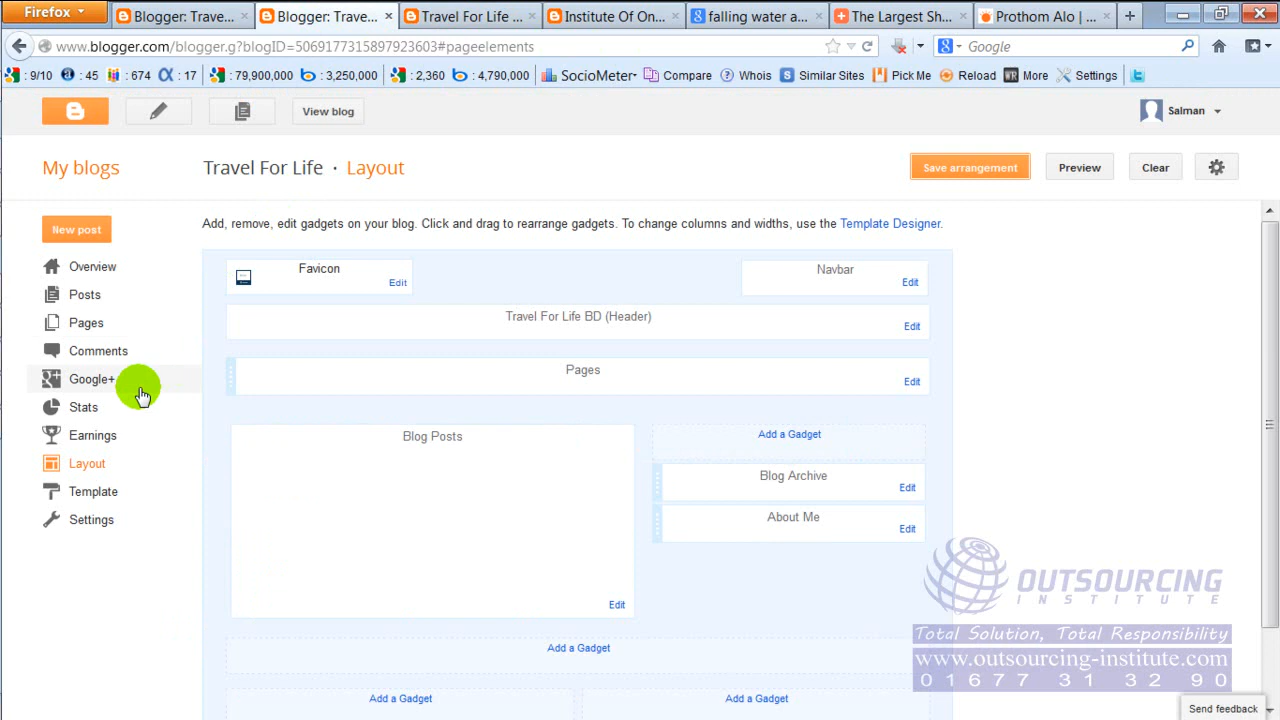 Firefox
Blogger: Trave...
Blogger: Trave...
Travel For Life ...
Institute Of On...
falling water a...
The Largest Sh...
Prothom Alo | ...
www.blogger.com/blogger.g?blogID=5069177315897923603#pageelements
Google
: 9/10 : 45 : 674 : 17 : 79,900,000 : 3,250,000 : 2,360 : 4,790,000 SocioMeter Compare Whois Similar Sites Pick Me Reload More Settings
View blog
Salman
My blogs
Travel For Life · Layout
Save arrangement
Preview
Clear
New post
Add, remove, edit gadgets on your blog. Click and drag to rearrange gadgets. To change columns and widths, use the Template Designer.
Overview
Posts
Pages
Comments
Google+
Stats
Earnings
Layout
Template
Settings
Favicon
Edit
Navbar
Edit
Travel For Life BD (Header)
Edit
Pages
Edit
Blog Posts
Edit
Add a Gadget
Blog Archive
Edit
About Me
Edit
Add a Gadget
Add a Gadget
Add a Gadget
OUTSOURCING
INSTITUTE
Total Solution, Total Responsibility
www.outsourcing-institute.com
01677 31 32 90
Send feedback